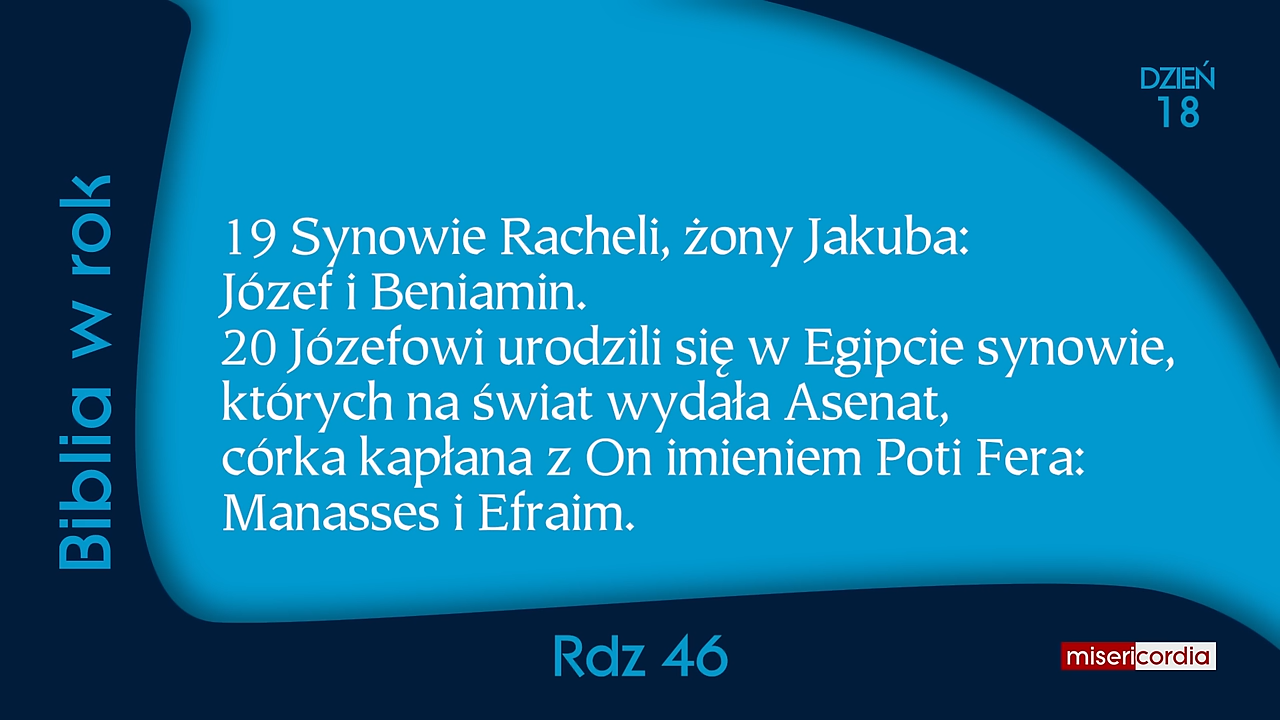 DZIEŃ
18
Biblia w rok
19 Synowie Racheli, żony Jakuba:
Józef i Beniamin.
20 Józefowi urodzili się w Egipcie synowie,
których na świat wydała Asenat,
córka kapłana z On imieniem Poti Fera:
Manasses i Efraim.
Rdz 46
misericordia